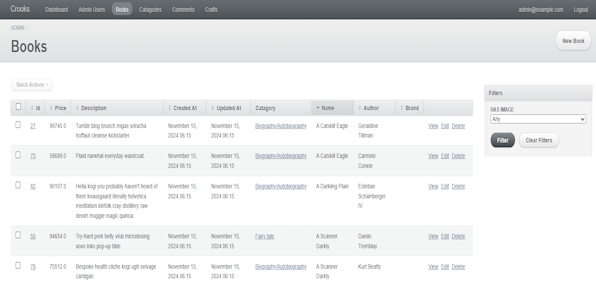 Crooks Dashboard Admin Users Books Catagories Comments Crafts admin@example.com Logout
ADMIN /
Books
New Book
Batch Actions
Id Price Description Created At Updated At Catagory Name Author Brand
27 99745.0 Tumblr blog brunch migas sriracha November 15, November 15, Biography/Autobiography A Catskill Eagle Geraldine View Edit Delete
truffaut cleanse kickstarter. 2024 06:15 2024 06:15 Tillman
73 58689.0 Plaid narwhal everyday waistcoat. November 15, November 15, Biography/Autobiography A Catskill Eagle Carmelo View Edit Delete
2024 06:15 2024 06:15 Corwin
82 90107.0 Hella kogi you probably haven't heard of November 15, November 15, Biography/Autobiography A Darkling Plain Esteban View Edit Delete
them knausgaard literally helvetica 2024 06:15 2024 06:15 Schamberger
meditation kinfolk cray distillery raw IV
denim muggle magic quinoa.
55 94654.0 Try-hard pork belly viral microdosing November 15, November 15, Fairy tale A Scanner Danilo View Edit Delete
xoxo loko pop-up tilde. 2024 06:15 2024 06:15 Darkly Tremblay
78 75512.0 Bespoke health cliche kogi ugh selvage November 15, November 15, Biography/Autobiography A Scanner Kurt Beatty View Edit Delete
cardigan. 2024 06:15 2024 06:15 Darkly
Filters
HAS IMAGE
Any
Filter Clear Filters